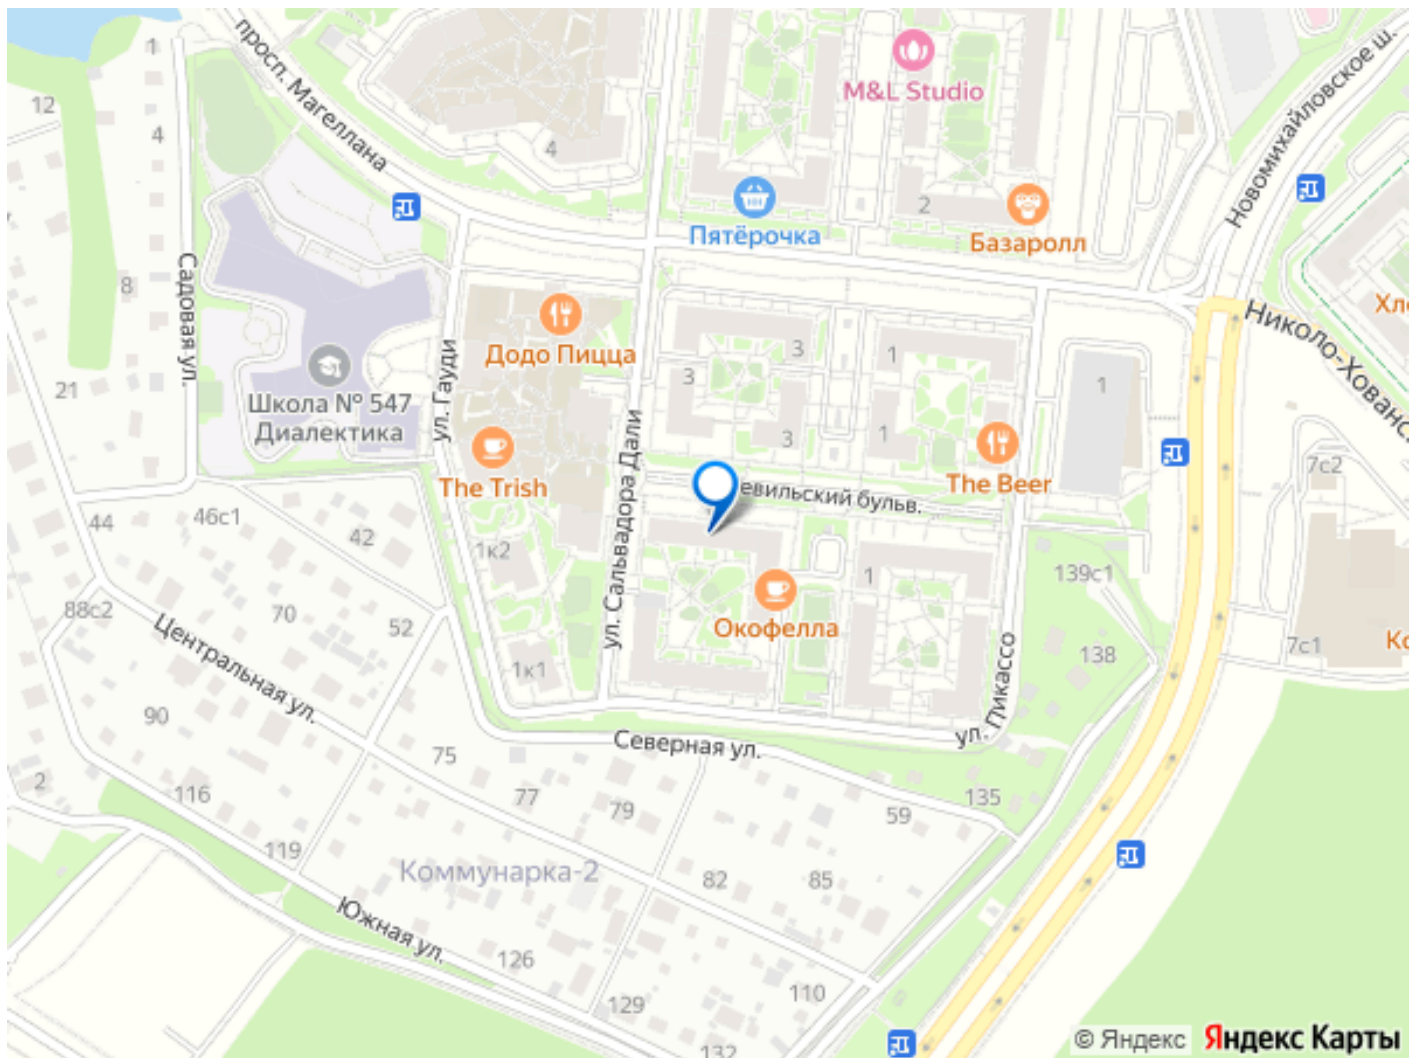 1
12
4
просп. Магеллана
4
M&L Studio
Новомихайловское ш.
Пятёрочка
2
Базаролл
Садовая ул.
8
Николо-Хованс
Хл
21
Додо Пицца
ул. Гауди
3
3
3
1
1
1
Школа № 547
Диалектика
The Trish
ул. Сальвадора Дали
евильский бульв.
The Beer
7с2
44
46с1
42
1к2
1
139с1
88с2
70
52
Окофелла
138
7с1
Ко
Центральная ул.
1к1
ул. Пикассо
90
Северная ул.
75
2
116
77
79
135
59
119
Коммунарка-2
82
85
Южная ул.
126
129
110
132
© Яндекс Яндекс Карты